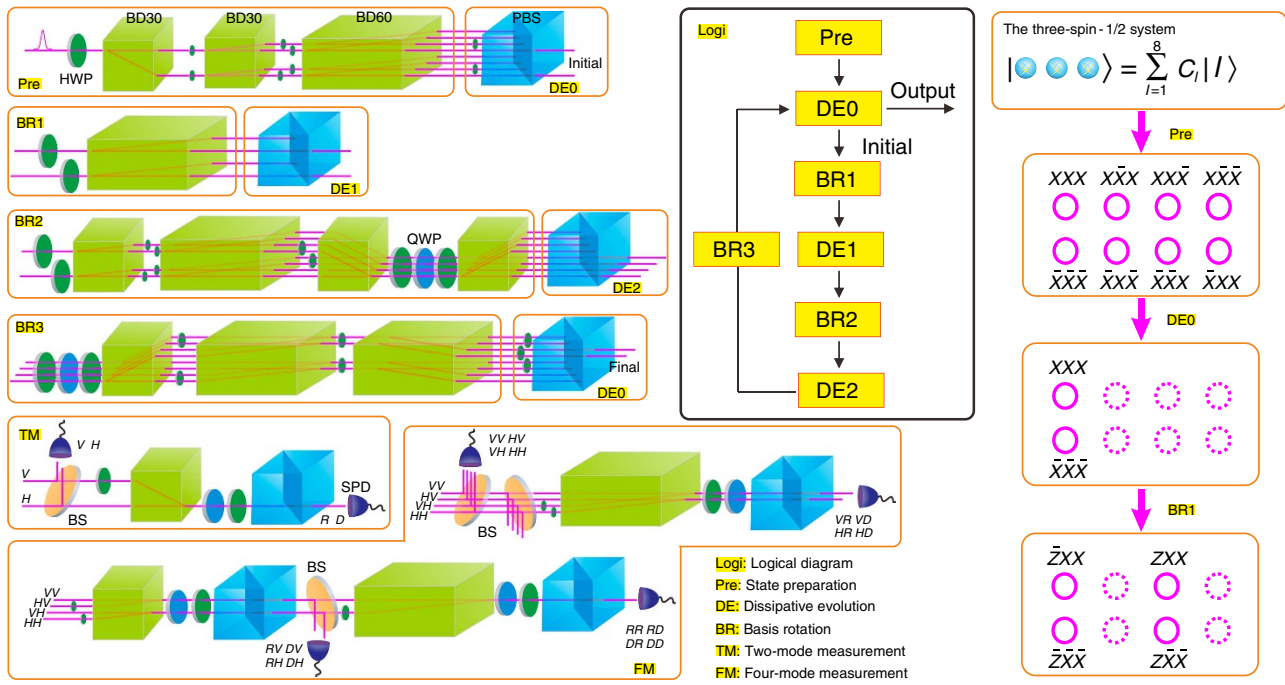 BD30 BD30 BD60 PBS
HWP
Initial
Pre
DE0
BR1
DE1
BR2
QWP
DE2
BR3
Final
DE0
TM
V H
V
H
BS
SPD
R D
VV HV
VH HH
VV
HV
VH
HH
BS
VR VD
HR HD
VV
HV
VH
HH
BS
RV DV
RH DH
RR RD
DR DD
FM
Logi
Pre
DE0
Output
Initial
BR1
BR3
DE1
BR2
DE2
Logi: Logical diagram
Pre: State preparation
DE: Dissipative evolution
BR: Basis rotation
TM: Two-mode measurement
FM: Four-mode measurement
The three-spin-1/2 system
| ⟩ = ∑ₗ₌₁⁸ Cₗ | l ⟩
Pre
XXX XX̄X XXX̄ XX̄X̄
X̄X̄X̄ X̄XX̄ X̄X̄X X̄XX
DE0
XXX
X̄X̄X̄
BR1
Z̄XX ZXX
Z̄X̄X̄ ZX̄X̄